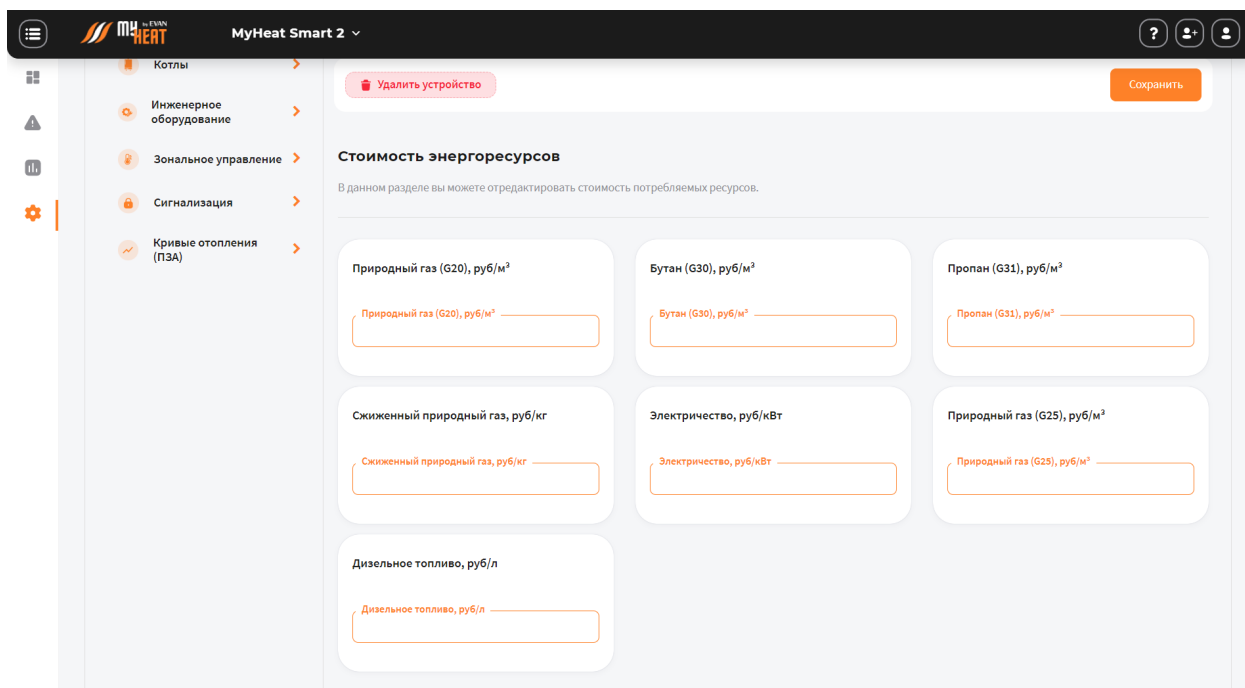 by EVAN
MYHEAT
MyHeat Smart 2
?
Котлы
Инженерное
оборудование
Зональное управление
Сигнализация
Кривые отопления
(ПЗА)
Удалить устройство
Сохранить
Стоимость энергоресурсов
В данном разделе вы можете отредактировать стоимость потребляемых ресурсов.
Природный газ (G20), руб/м³
Природный газ (G20), руб/м³
Бутан (G30), руб/м³
Бутан (G30), руб/м³
Пропан (G31), руб/м³
Пропан (G31), руб/м³
Сжиженный природный газ, руб/кг
Сжиженный природный газ, руб/кг
Электричество, руб/кВт
Электричество, руб/кВт
Природный газ (G25), руб/м³
Природный газ (G25), руб/м³
Дизельное топливо, руб/л
Дизельное топливо, руб/л